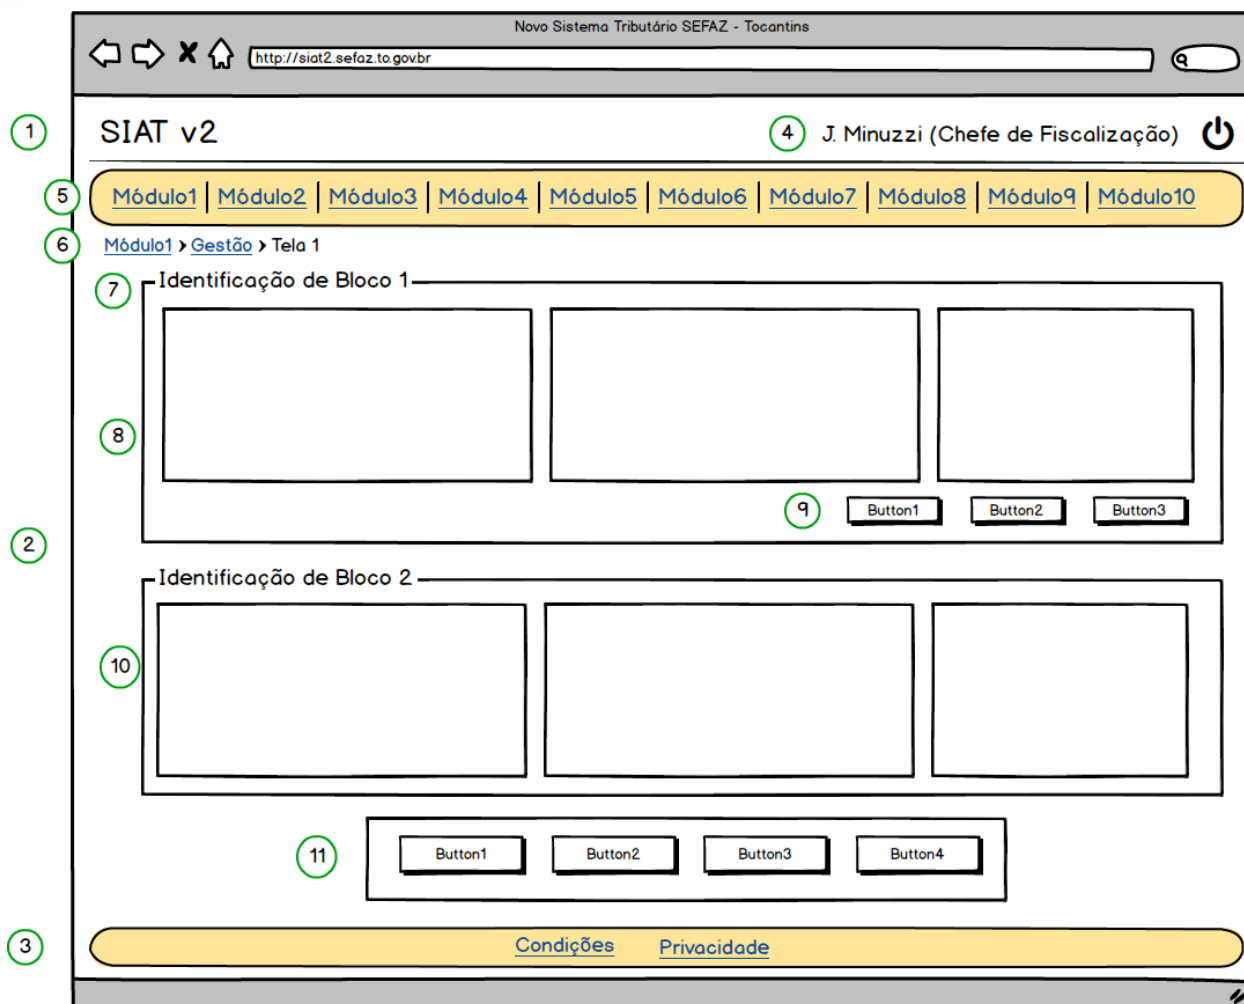 Novo Sistema Tributário SEFAZ - Tocantins
http://siat2.sefaz.to.gov.br
1 SIAT v2 4 J. Minuzzi (Chefe de Fiscalização)
5 Módulo1 Módulo2 Módulo3 Módulo4 Módulo5 Módulo6 Módulo7 Módulo8 Módulo9 Módulo10
6 Módulo1 > Gestão > Tela 1
7 Identificação de Bloco 1
8
9 Button1 Button2 Button3
2
Identificação de Bloco 2
10
11 Button1 Button2 Button3 Button4
3 Condições Privacidade